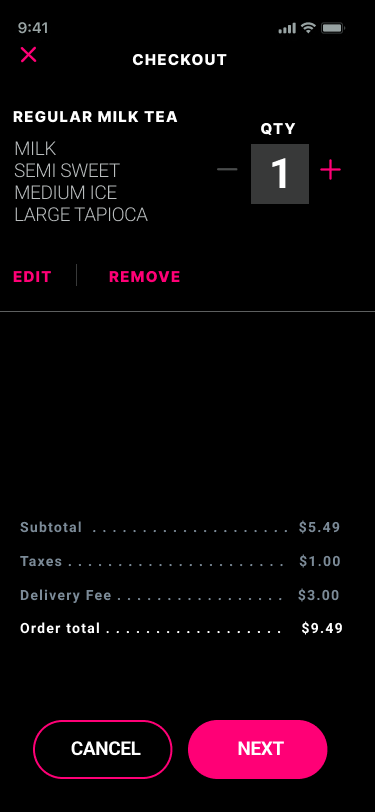 9:41
CHECKOUT
REGULAR MILK TEA
MILK
SEMI SWEET
MEDIUM ICE
LARGE TAPIOCA
QTY
1
EDIT
REMOVE
Subtotal . . . . . . . . . . . . . . . . . . . . $5.49
Taxes . . . . . . . . . . . . . . . . . . . . . . $1.00
Delivery Fee . . . . . . . . . . . . . . . . . $3.00
Order total . . . . . . . . . . . . . . . . . . $9.49
CANCEL
NEXT